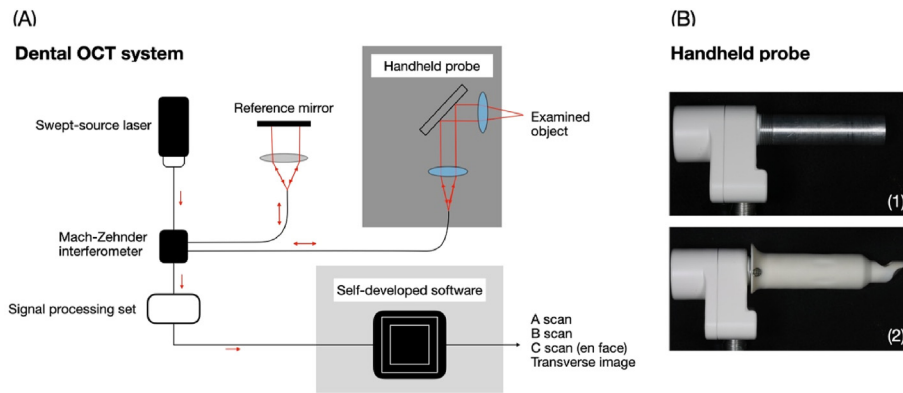 (A)
Dental OCT system
Swept-source laser
Reference mirror
Handheld probe
Examined
object
Mach-Zehnder
interferometer
Signal processing set
Self-developed software
A scan
B scan
C scan (en face)
Transverse image
(B)
Handheld probe
(1)
(2)